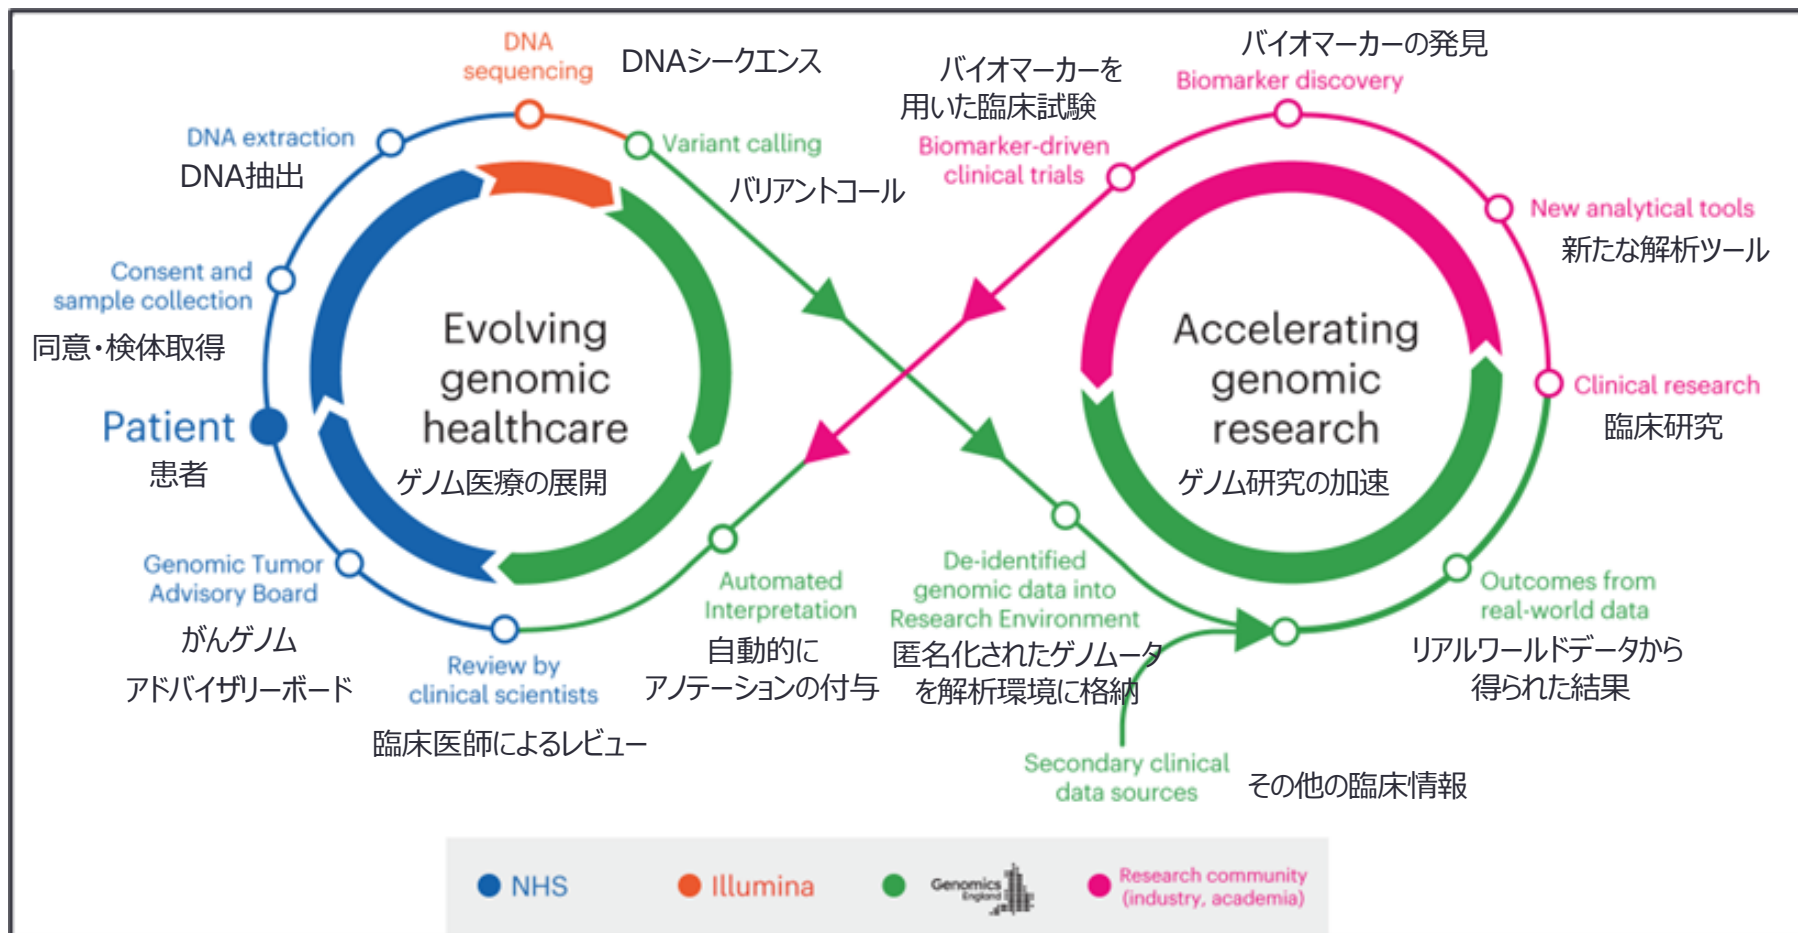 DNA
sequencing
DNAシークエンス
DNA extraction
DNA抽出
Variant calling
バリアントコール
Consent and
sample collection
同意・検体取得
Patient
患者
Evolving
genomic
healthcare
ゲノム医療の展開
Genomic Tumor
Advisory Board
がんゲノム
アドバイザリーボード
Review by
clinical scientists
臨床医師によるレビュー
Automated
Interpretation
自動的に
アノテーションの付与
バイオマーカーの発見
Biomarker discovery
バイオマーカーを
用いた臨床試験
Biomarker-driven
clinical trials
New analytical tools
新たな解析ツール
Accelerating
genomic
research
ゲノム研究の加速
Clinical research
臨床研究
De-identified
genomic data into
Research Environment
匿名化されたゲノムータ
を解析環境に格納
Outcomes from
real-world data
リアルワールドデータから
得られた結果
Secondary clinical
data sources
その他の臨床情報
NHS
Illumina
Genomics
England
Research community
(industry, academia)